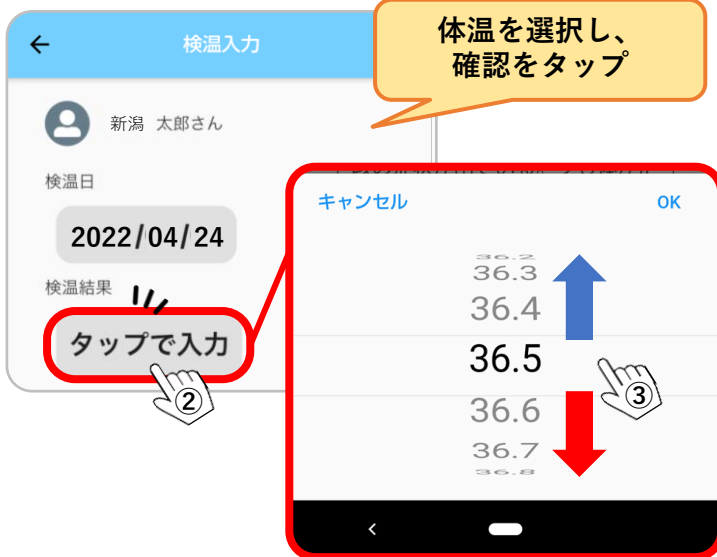 検温入力
体温を選択し、
確認をタップ
新潟 太郎さん
検温日
2022/04/24
検温結果
タップで入力
②
キャンセル
OK
36.2
36.3
36.4
36.5
36.6
36.7
36.8
③